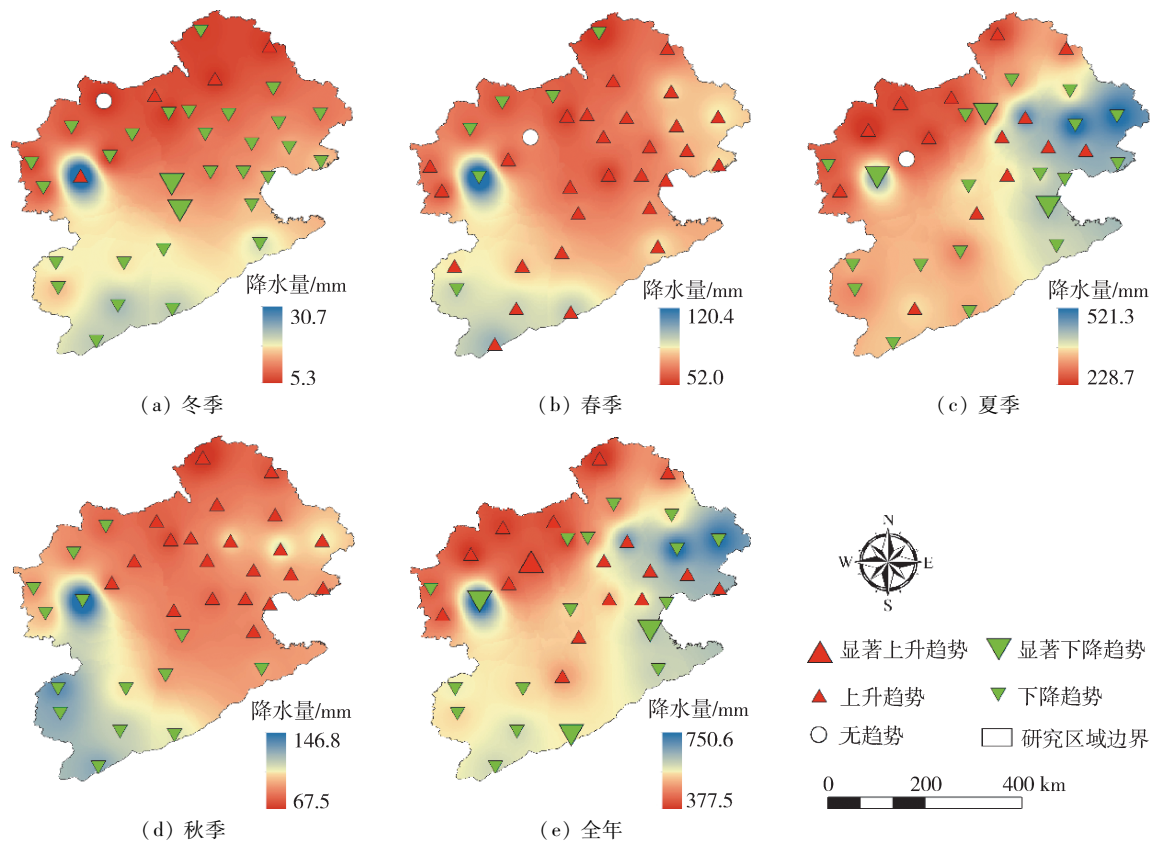 降水量/mm
30.7
5.3
(a) 冬季
降水量/mm
120.4
52.0
(b) 春季
降水量/mm
521.3
228.7
(c) 夏季
降水量/mm
146.8
67.5
(d) 秋季
降水量/mm
750.6
377.5
(e) 全年
N
W E
S
显著上升趋势 显著下降趋势
上升趋势 下降趋势
无趋势 研究区域边界
0 200 400 km